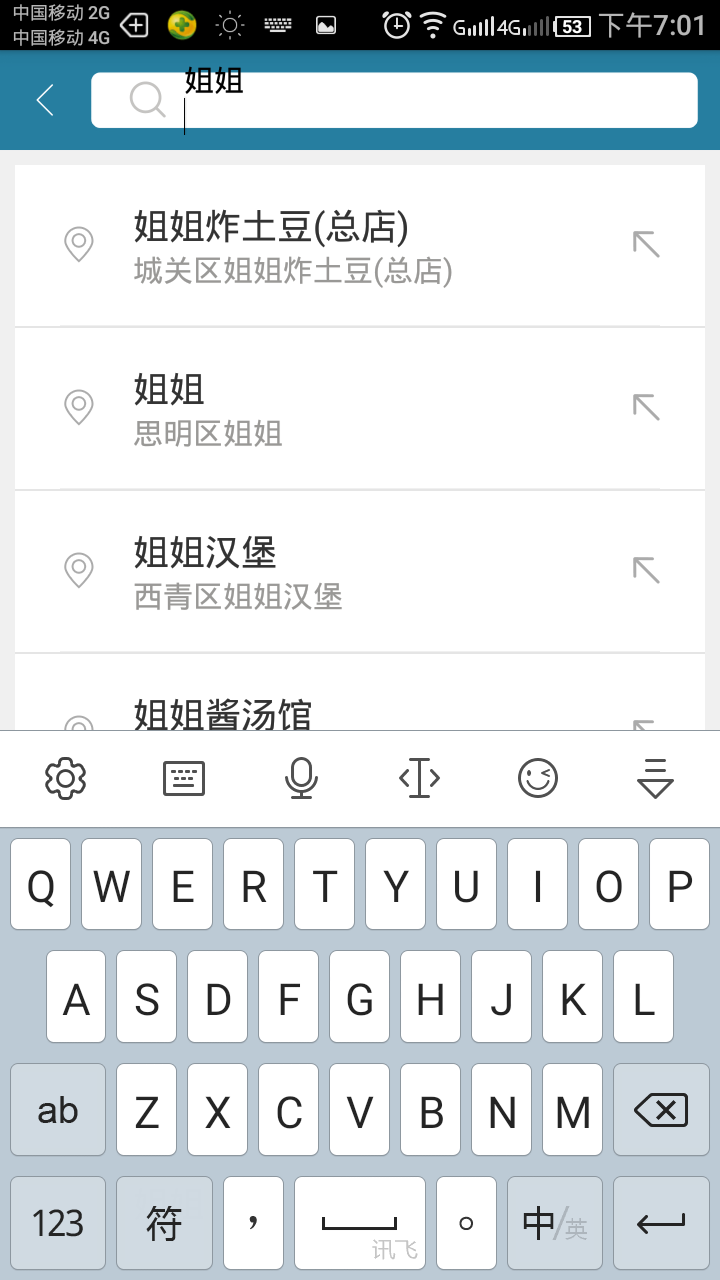 中国移动 2G
中国移动 4G
G 4G 53 下午7:01
姐姐
姐姐炸土豆(总店)
城关区姐姐炸土豆(总店)
姐姐
思明区姐姐
姐姐汉堡
西青区姐姐汉堡
姐姐酱汤馆
Q W E R T Y U I O P
A S D F G H J K L
ab Z X C V B N M
123 符 ， 讯飞 。 中/英